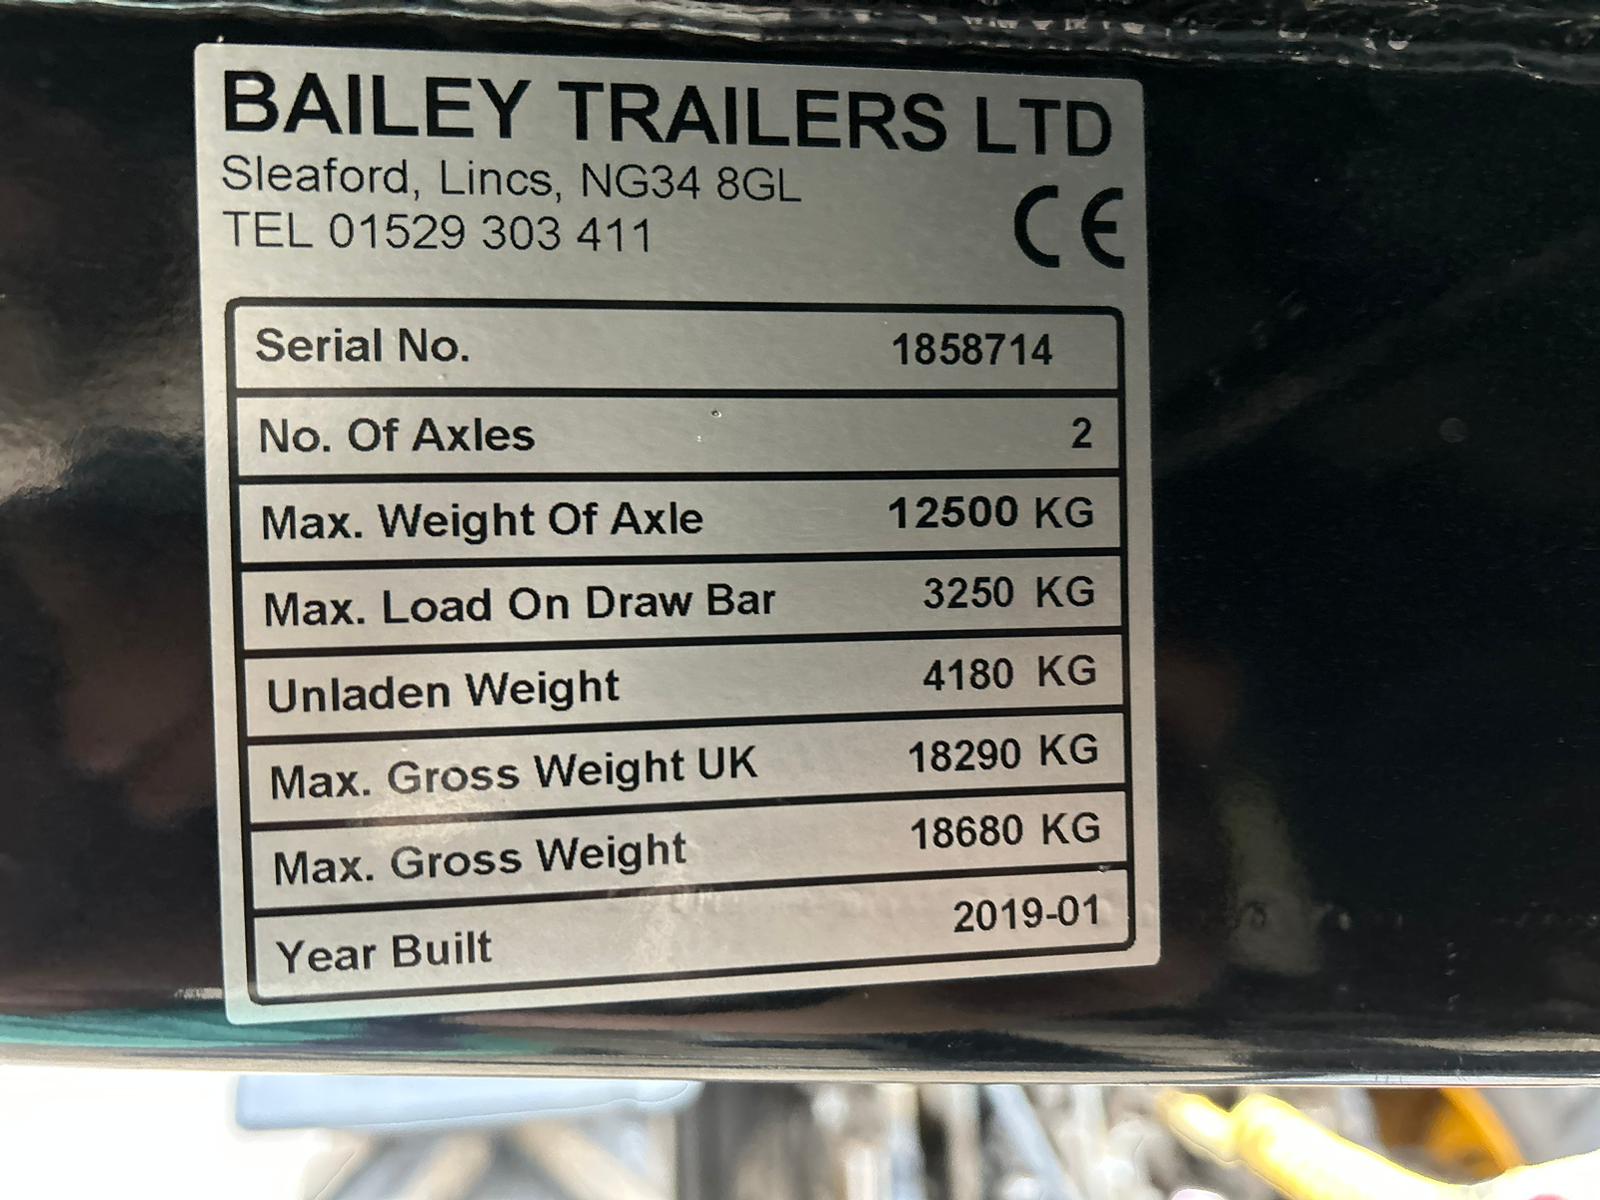 BAILEY TRAILERS LTD
Sleaford, Lincs, NG34 8GL
TEL 01529 303 411
CE
Serial No. 1858714
No. Of Axles 2
Max. Weight Of Axle 12500 KG
Max. Load On Draw Bar 3250 KG
Unladen Weight 4180 KG
Max. Gross Weight UK 18290 KG
Max. Gross Weight 18680 KG
Year Built 2019-01